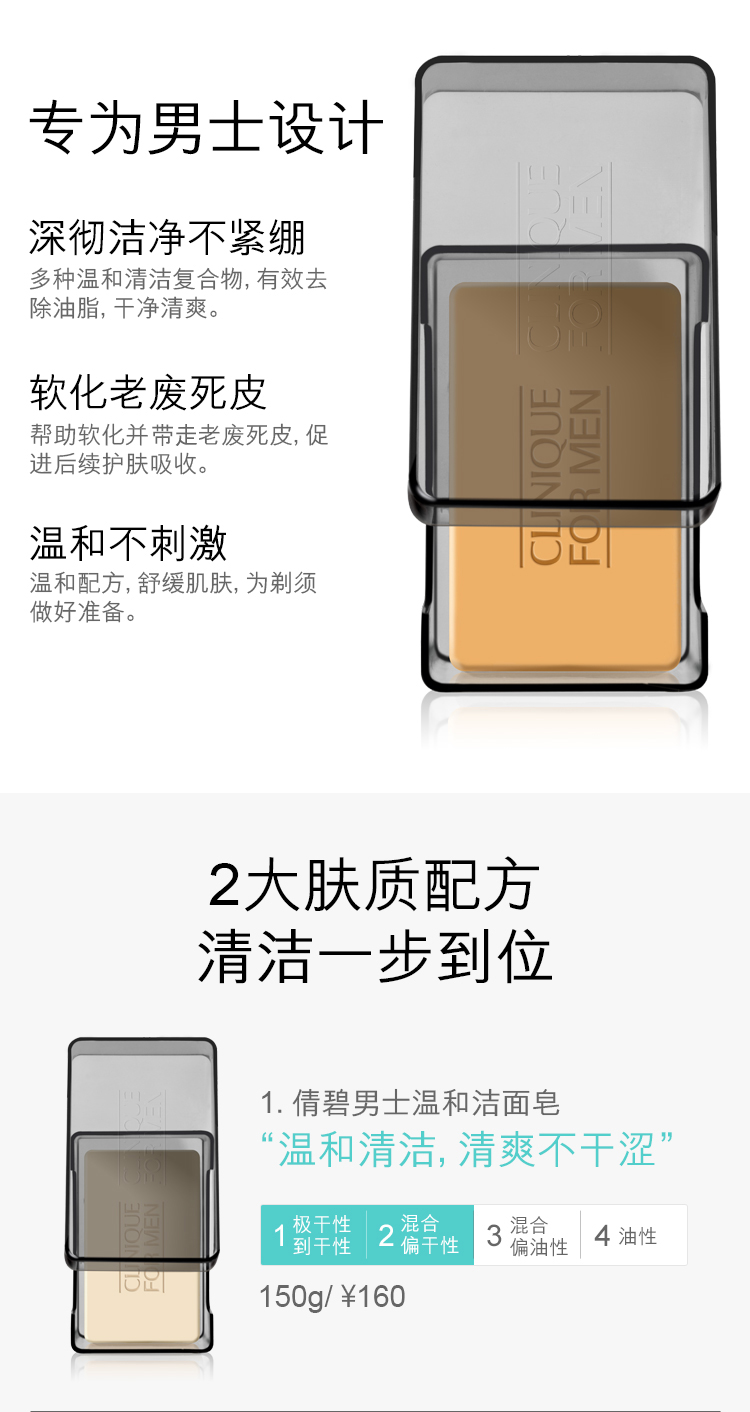 专为男士设计
深彻洁净不紧绷
多种温和清洁复合物, 有效去
除油脂, 干净清爽。
软化老废死皮
帮助软化并带走老废死皮, 促
进后续护肤吸收。
温和不刺激
温和配方, 舒缓肌肤, 为剃须
做好准备。
CLINIQUE
FOR MEN
CLINIQUE
FOR MEN
2大肤质配方
清洁一步到位
CLINIQUE
FOR MEN
CLINIQUE
FOR MEN
1. 倩碧男士温和洁面皂
“温和清洁, 清爽不干涩”
1 极干性
到干性
2 混合
偏干性
3 混合
偏油性
4 油性
150g/ ¥160